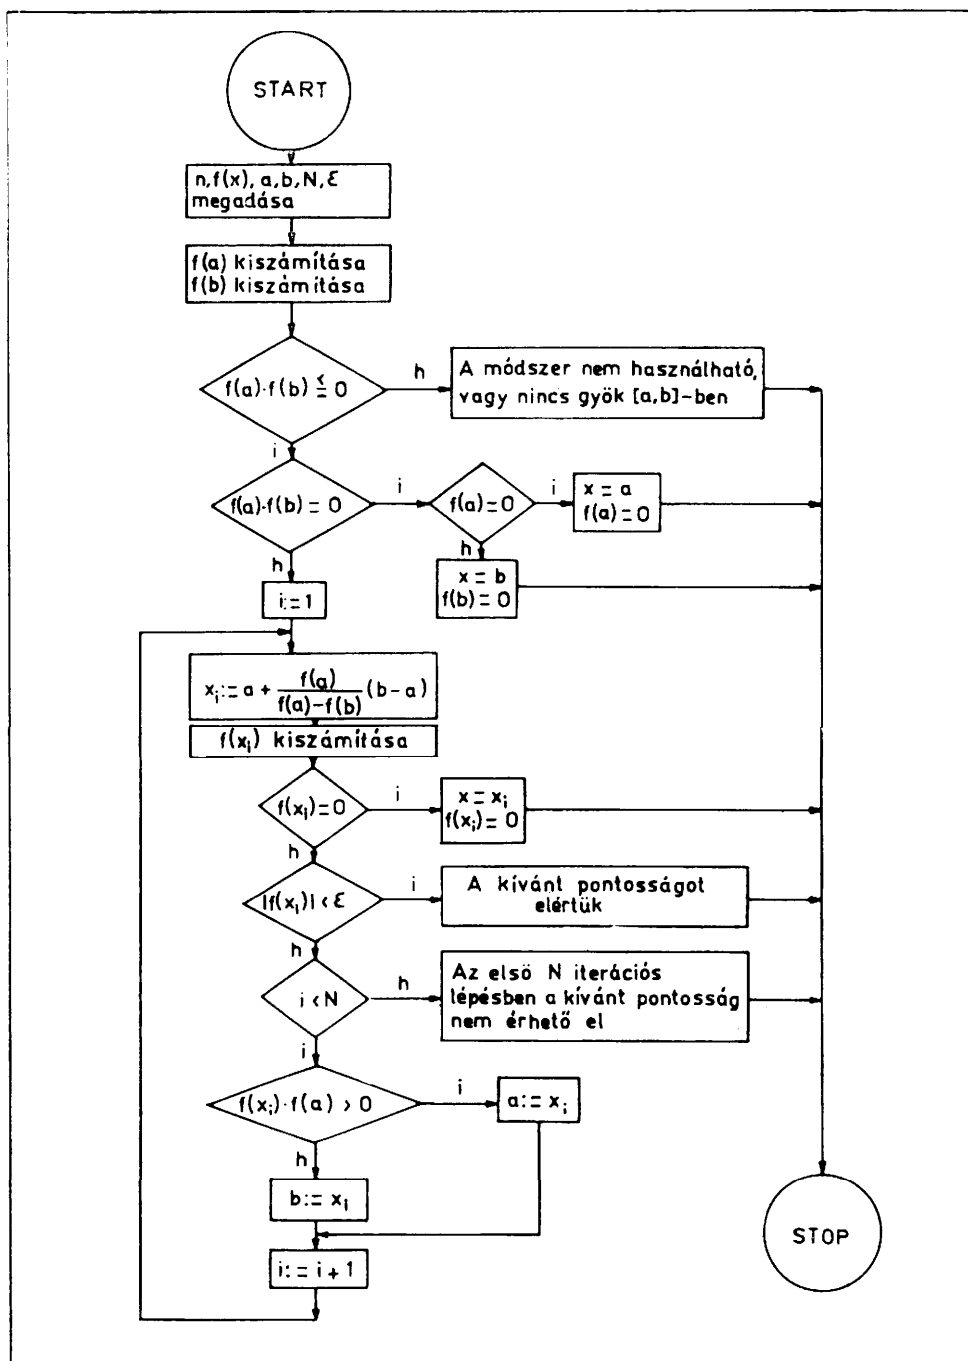 START
n,f(x), a,b,N,Ɛ
megadása
f(a) kiszámítása
f(b) kiszámítása
f(a)·f(b) ≦ 0
h
A módszer nem használható,
vagy nincs gyök [a,b]-ben
i
f(a)·f(b) = 0
i
f(a) = 0
i
x = a
f(a) = 0
h
x = b
f(b) = 0
h
i:=1
xᵢ:= a + f(a) / f(a)-f(b) (b-a)
f(xᵢ) kiszámítása
f(xᵢ)=0
i
x = xᵢ
f(xᵢ)= 0
h
|f(xᵢ)| < Ɛ
i
A kívánt pontosságot
elértük
h
i < N
h
Az elsö N iterációs
lépésben a kívánt pontosság
nem érhető el
i
f(xᵢ)·f(a) > 0
i
a:= xᵢ
h
b:= xᵢ
i:= i + 1
STOP